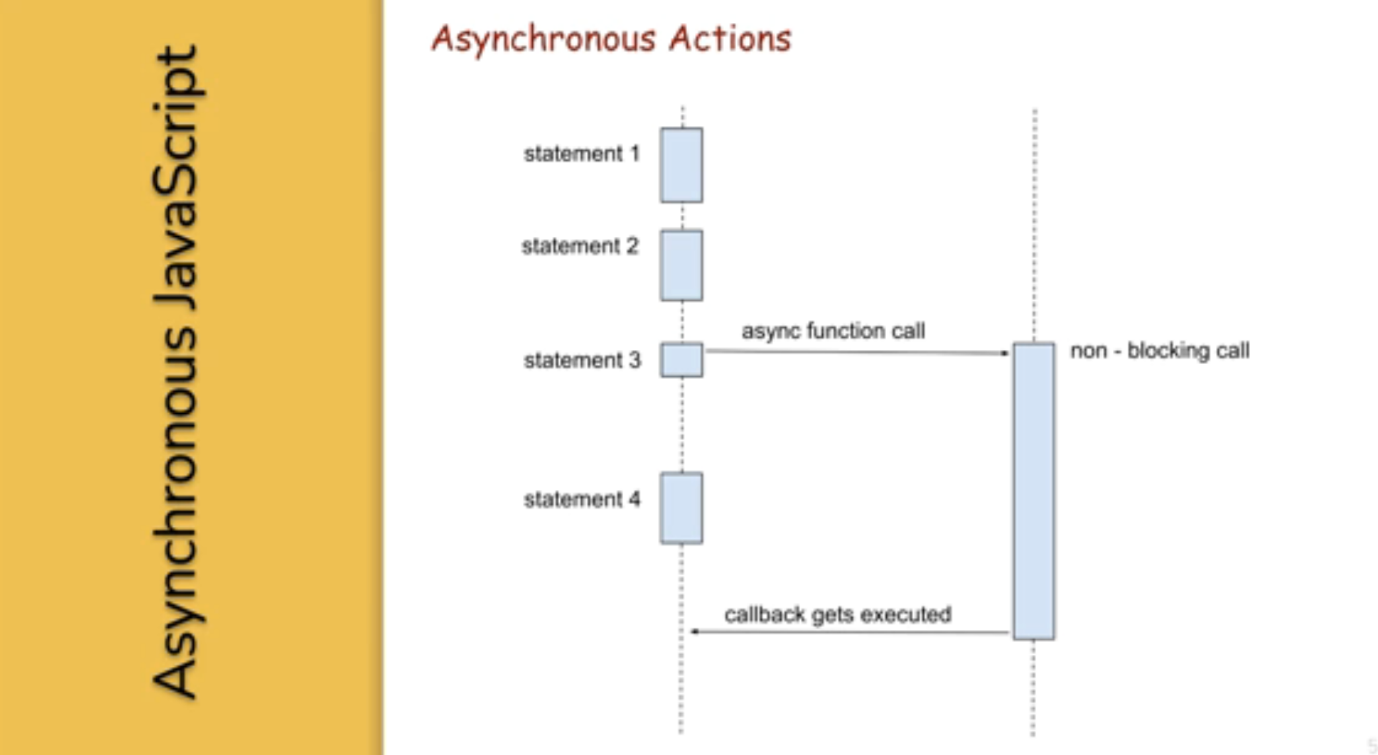 Asynchronous JavaScript
Asynchronous Actions
statement 1
statement 2
async function call
statement 3
non - blocking call
statement 4
callback gets executed
5